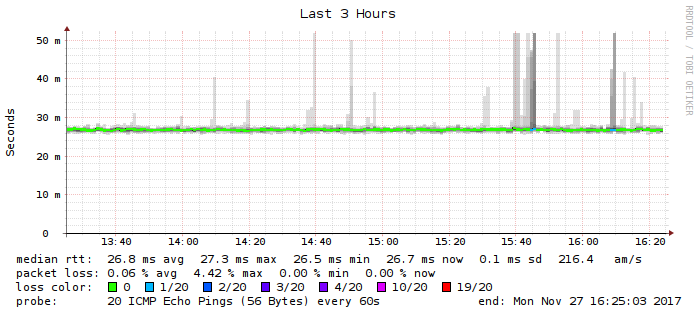 Last 3 Hours
RRDTOOL / TOBI OETIKER
Seconds
50 m
40 m
30 m
20 m
10 m
0
13:40 14:00 14:20 14:40 15:00 15:20 15:40 16:00 16:20
median rtt: 26.8 ms avg 27.3 ms max 26.5 ms min 26.7 ms now 0.1 ms sd 216.4 am/s
packet loss: 0.06 % avg 4.42 % max 0.00 % min 0.00 % now
loss color: 0 1/20 2/20 3/20 4/20 10/20 19/20
probe: 20 ICMP Echo Pings (56 Bytes) every 60s end: Mon Nov 27 16:25:03 2017